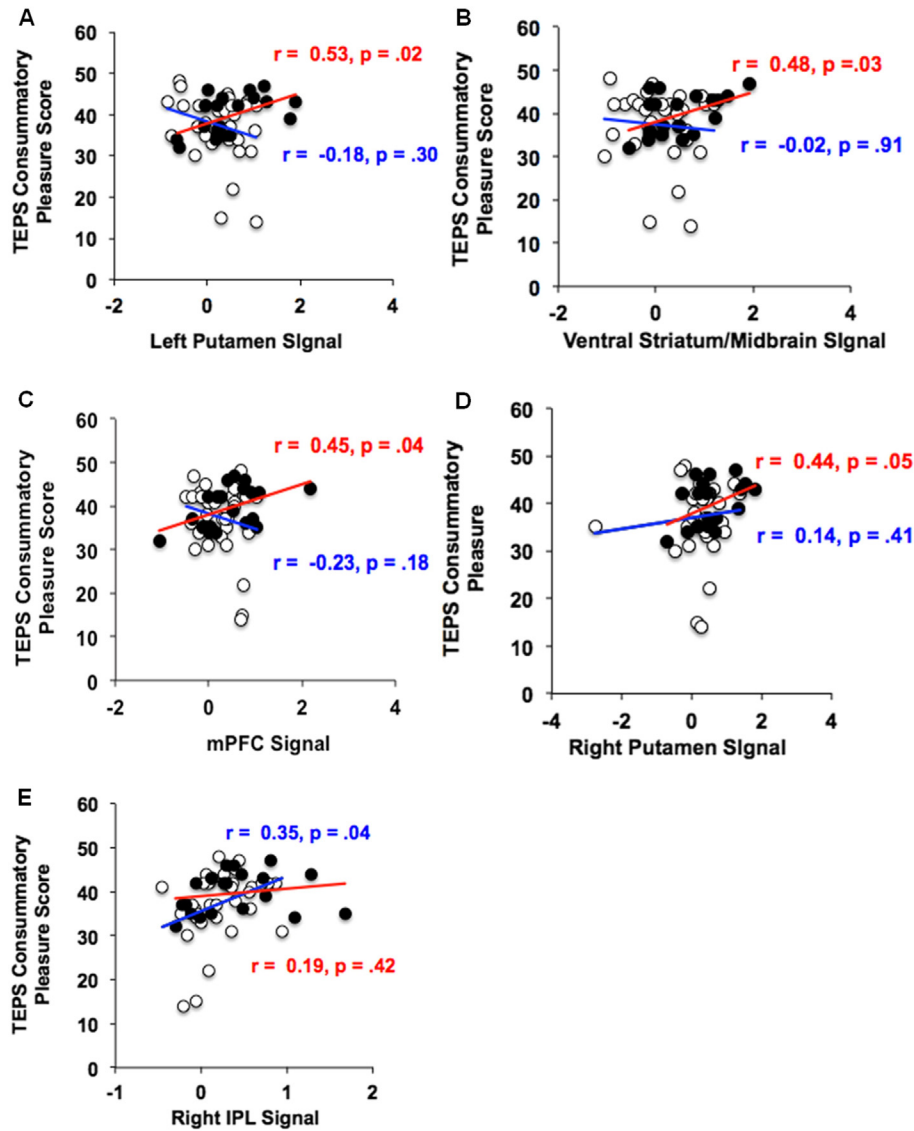 A
TEPS Consummatory
Pleasure Score
60
50
40
30
20
10
0
-2
0
2
4
r = 0.53, p = .02
r = -0.18, p = .30
Left Putamen SIgnal
B
TEPS Consummatory
Pleasure Score
60
50
40
30
20
10
0
-2
0
2
4
r = 0.48, p =.03
r = -0.02, p = .91
Ventral Striatum/Midbrain SIgnal
C
TEPS Consummatory
Pleasure Score
60
50
40
30
20
10
0
-2
0
2
4
r = 0.45, p = .04
r = -0.23, p = .18
mPFC Signal
D
TEPS Consummatory
Pleasure
60
50
40
30
20
10
0
-4
-2
0
2
4
r = 0.44, p = .05
r = 0.14, p = .41
Right Putamen SIgnal
E
TEPS Consummatory
Pleasure Score
60
50
40
30
20
10
0
-1
0
1
2
r = 0.35, p = .04
r = 0.19, p = .42
Right IPL Signal